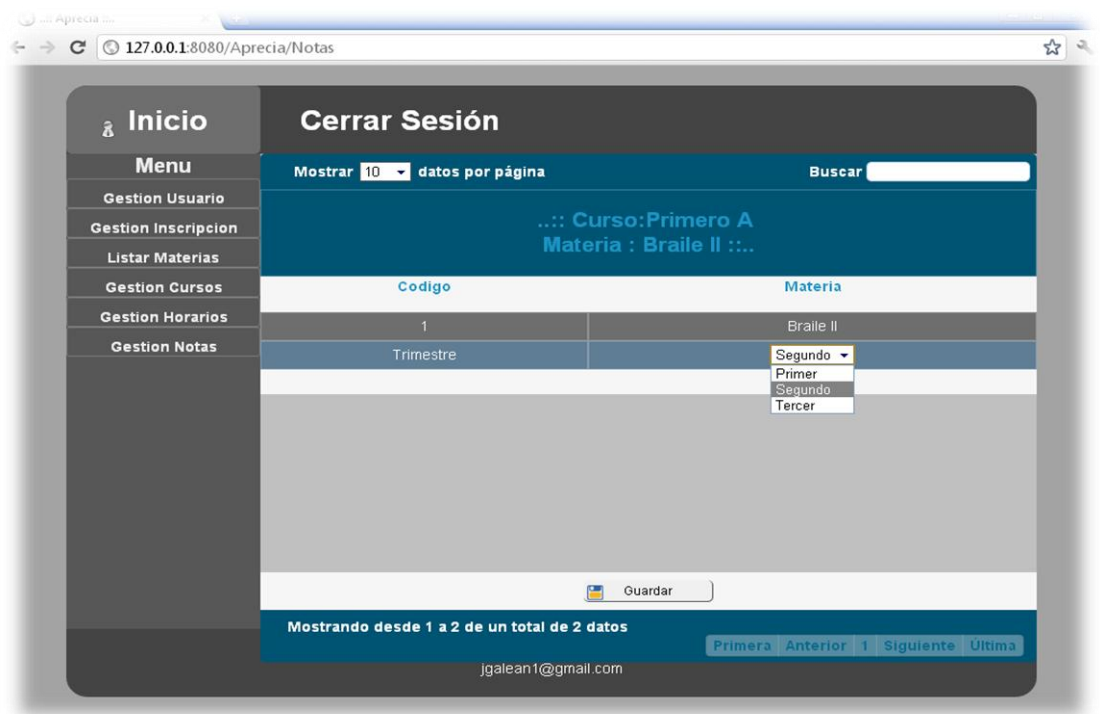 ..:: Aprecia ::..
127.0.0.1:8080/Aprecia/Notas
Inicio
Cerrar Sesión
Menu
Mostrar 10 datos por página
Buscar
Gestion Usuario
Gestion Inscripcion
Listar Materias
Gestion Cursos
Gestion Horarios
Gestion Notas
..:: Curso:Primero A
Materia : Braile II ::..
Codigo Materia
1 Braile II
Trimestre Segundo
Primer
Segundo
Tercer
Guardar
Mostrando desde 1 a 2 de un total de 2 datos
Primera Anterior 1 Siguiente Última
jgalean1@gmail.com